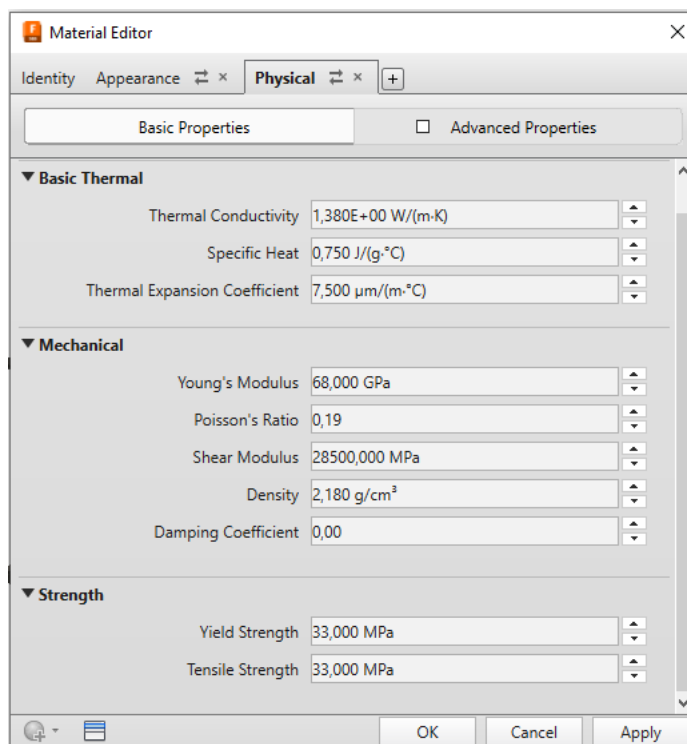 Material Editor
Identity Appearance Physical
Basic Properties Advanced Properties
Basic Thermal
Thermal Conductivity 1,380E+00 W/(m·K)
Specific Heat 0,750 J/(g·°C)
Thermal Expansion Coefficient 7,500 µm/(m·°C)
Mechanical
Young's Modulus 68,000 GPa
Poisson's Ratio 0,19
Shear Modulus 28500,000 MPa
Density 2,180 g/cm³
Damping Coefficient 0,00
Strength
Yield Strength 33,000 MPa
Tensile Strength 33,000 MPa
OK Cancel Apply